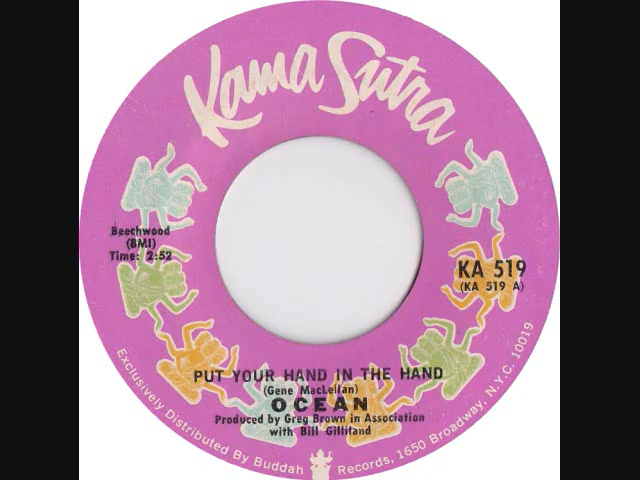 Kama Sutra
Beechwood
(BMI)
Time: 2:52
KA 519
(KA 519 A)
PUT YOUR HAND IN THE HAND
(Gene MacLellan)
OCEAN
Produced by Greg Brown in Association
with Bill Gilliland
Exclusively Distributed By Buddah Records, 1650 Broadway, N.Y.C. 10019